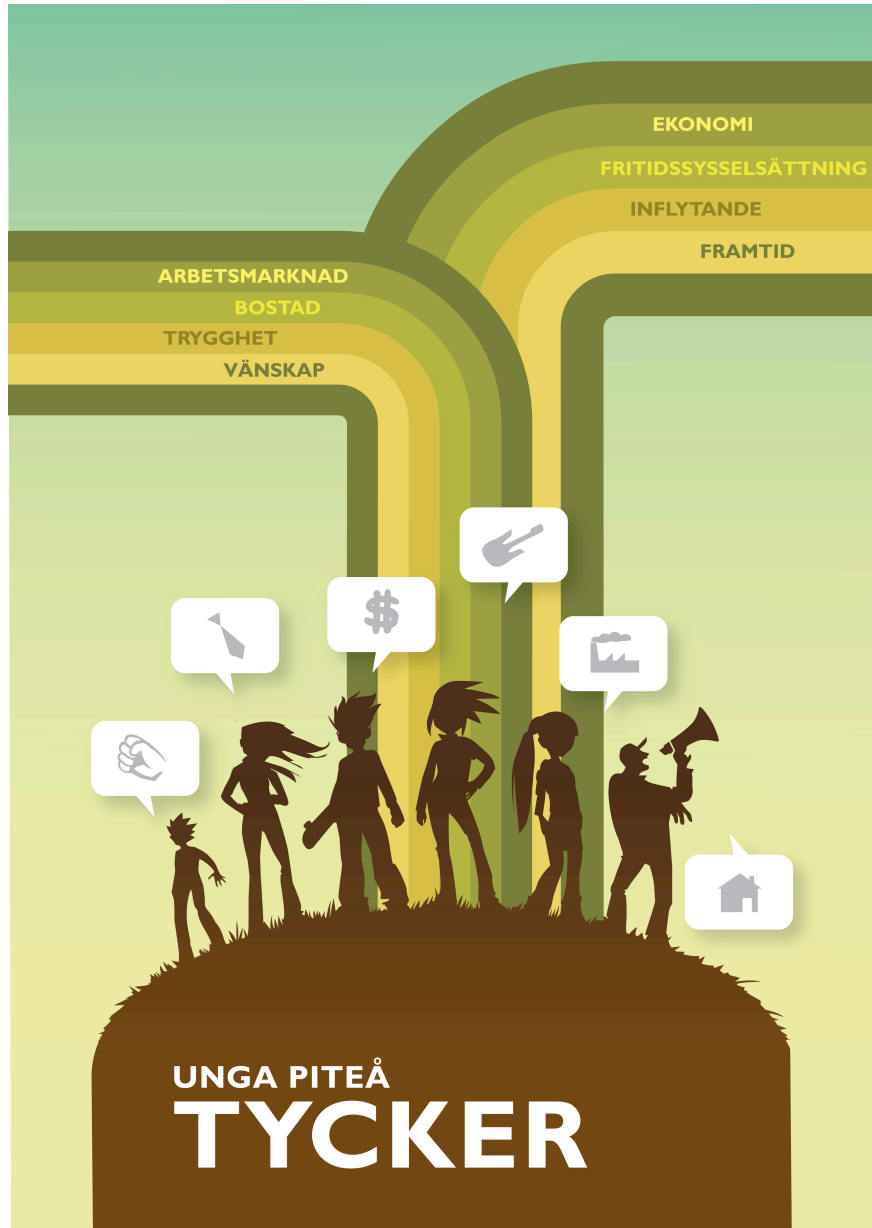 EKONOMI
FRITIDSSYSSELSÄTTNING
INFLYTANDE
FRAMTID
ARBETSMARKNAD
BOSTAD
TRYGGHET
VÄNSKAP
$
UNGA PITEÅ
TYCKER